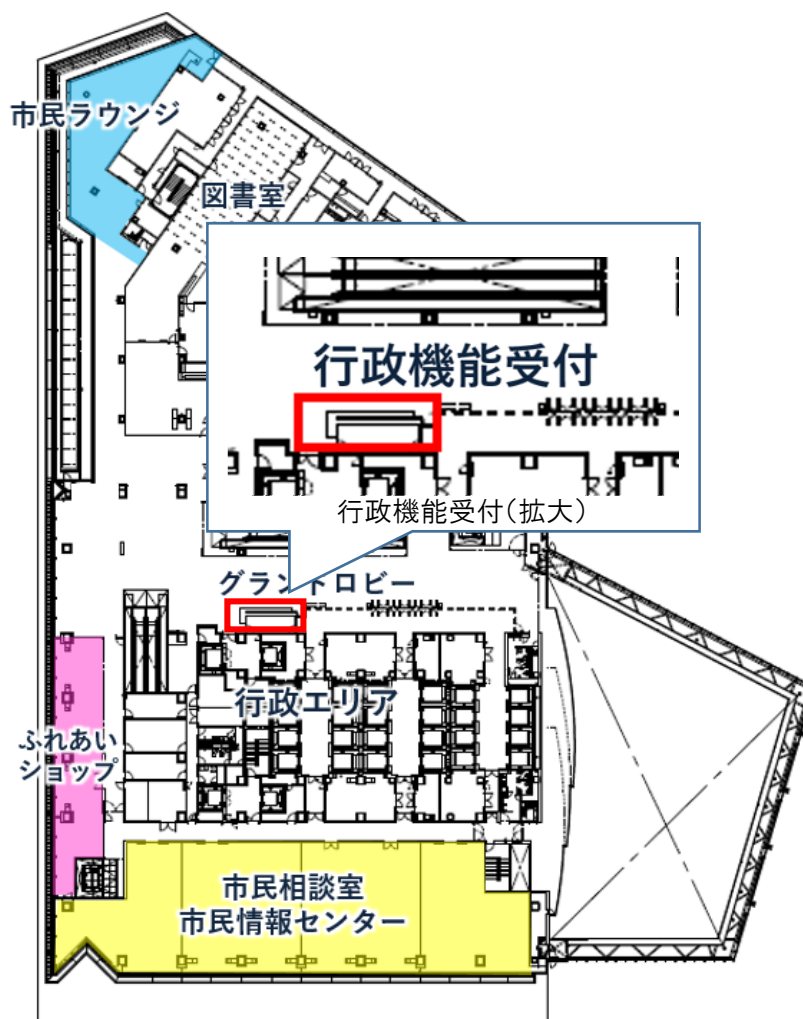 市民ラウンジ
図書室
行政機能受付
行政機能受付(拡大)
グランドロビー
行政エリア
ふれあい
ショップ
市民相談室
市民情報センター